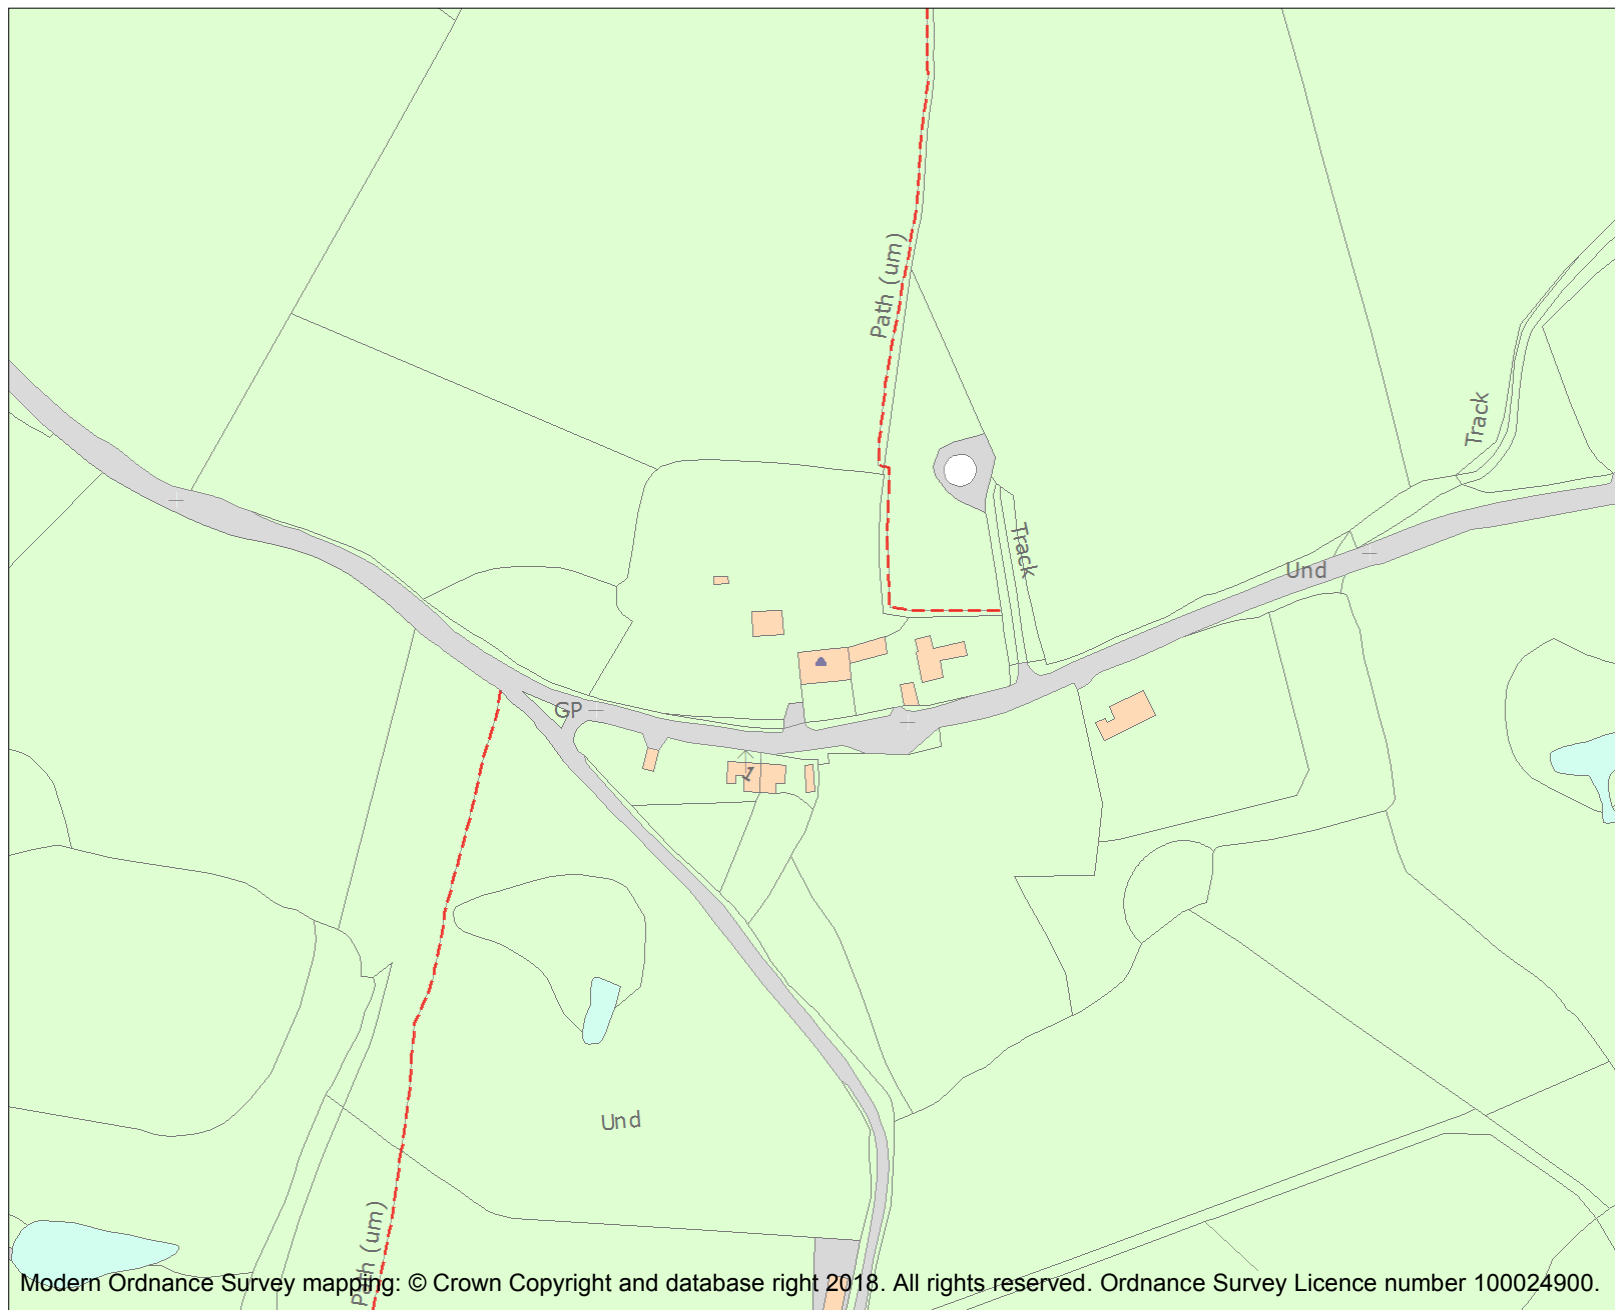 Path (um)
Track
Track
Und
GP
1
Und
Path (um)
Modern Ordnance Survey mapping: © Crown Copyright and database right 2018. All rights reserved. Ordnance Survey Licence number 100024900.